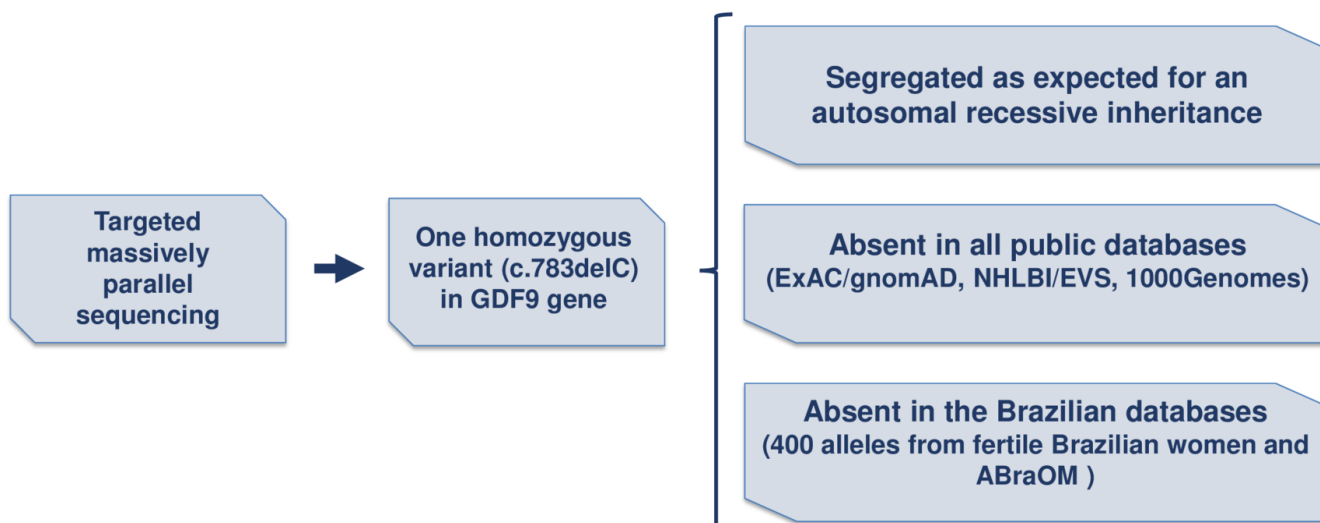 Targeted
massively
parallel
sequencing
One homozygous
variant (c.783delC)
in GDF9 gene
Segregated as expected for an
autosomal recessive inheritance
Absent in all public databases
(ExAC/gnomAD, NHLBI/EVS, 1000Genomes)
Absent in the Brazilian databases
(400 alleles from fertile Brazilian women and
ABraOM )